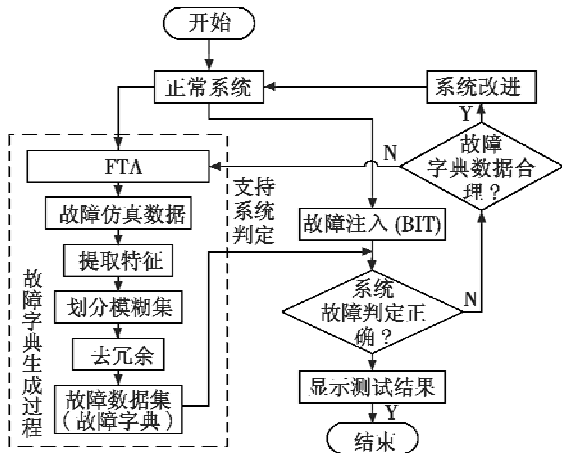 开始
正常系统
系统改进
Y
故障
字典数据合
理？
N
FTA
支持
系统
判定
故障仿真数据
故障注入 (BIT)
提取特征
划分模糊集
系统
故障判定正
确？
N
去冗余
故障数据集
（故障字典）
故障字典生成过程
显示测试结果
Y
结束